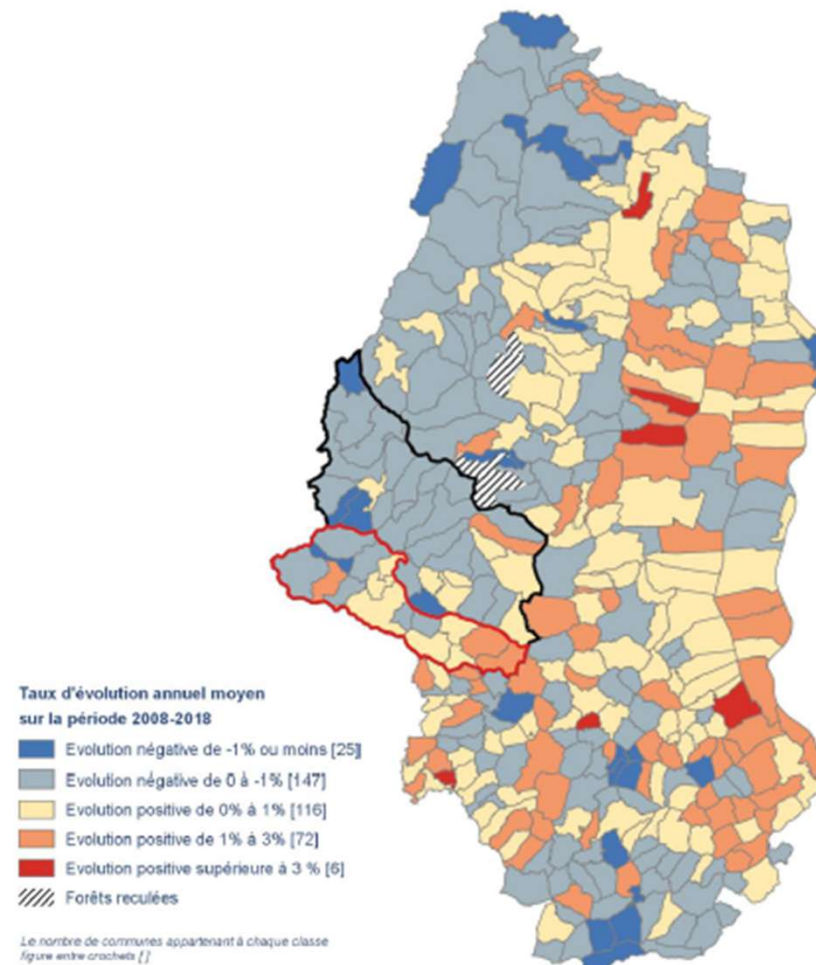 Taux d'évolution annuel moyen
sur la période 2008-2018
Evolution négative de -1% ou moins [25]
Evolution négative de 0 à -1% [147]
Evolution positive de 0% à 1% [116]
Evolution positive de 1% à 3% [72]
Evolution positive supérieure à 3 % [6]
Forêts reculées
Le nombre de communes appartenant à chaque classe
figure entre crochets [ ]